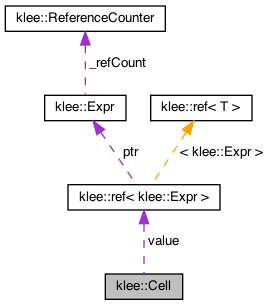 klee::ReferenceCounter
_refCount
klee::Expr
klee::ref< T >
ptr
< klee::Expr >
klee::ref< klee::Expr >
value
klee::Cell